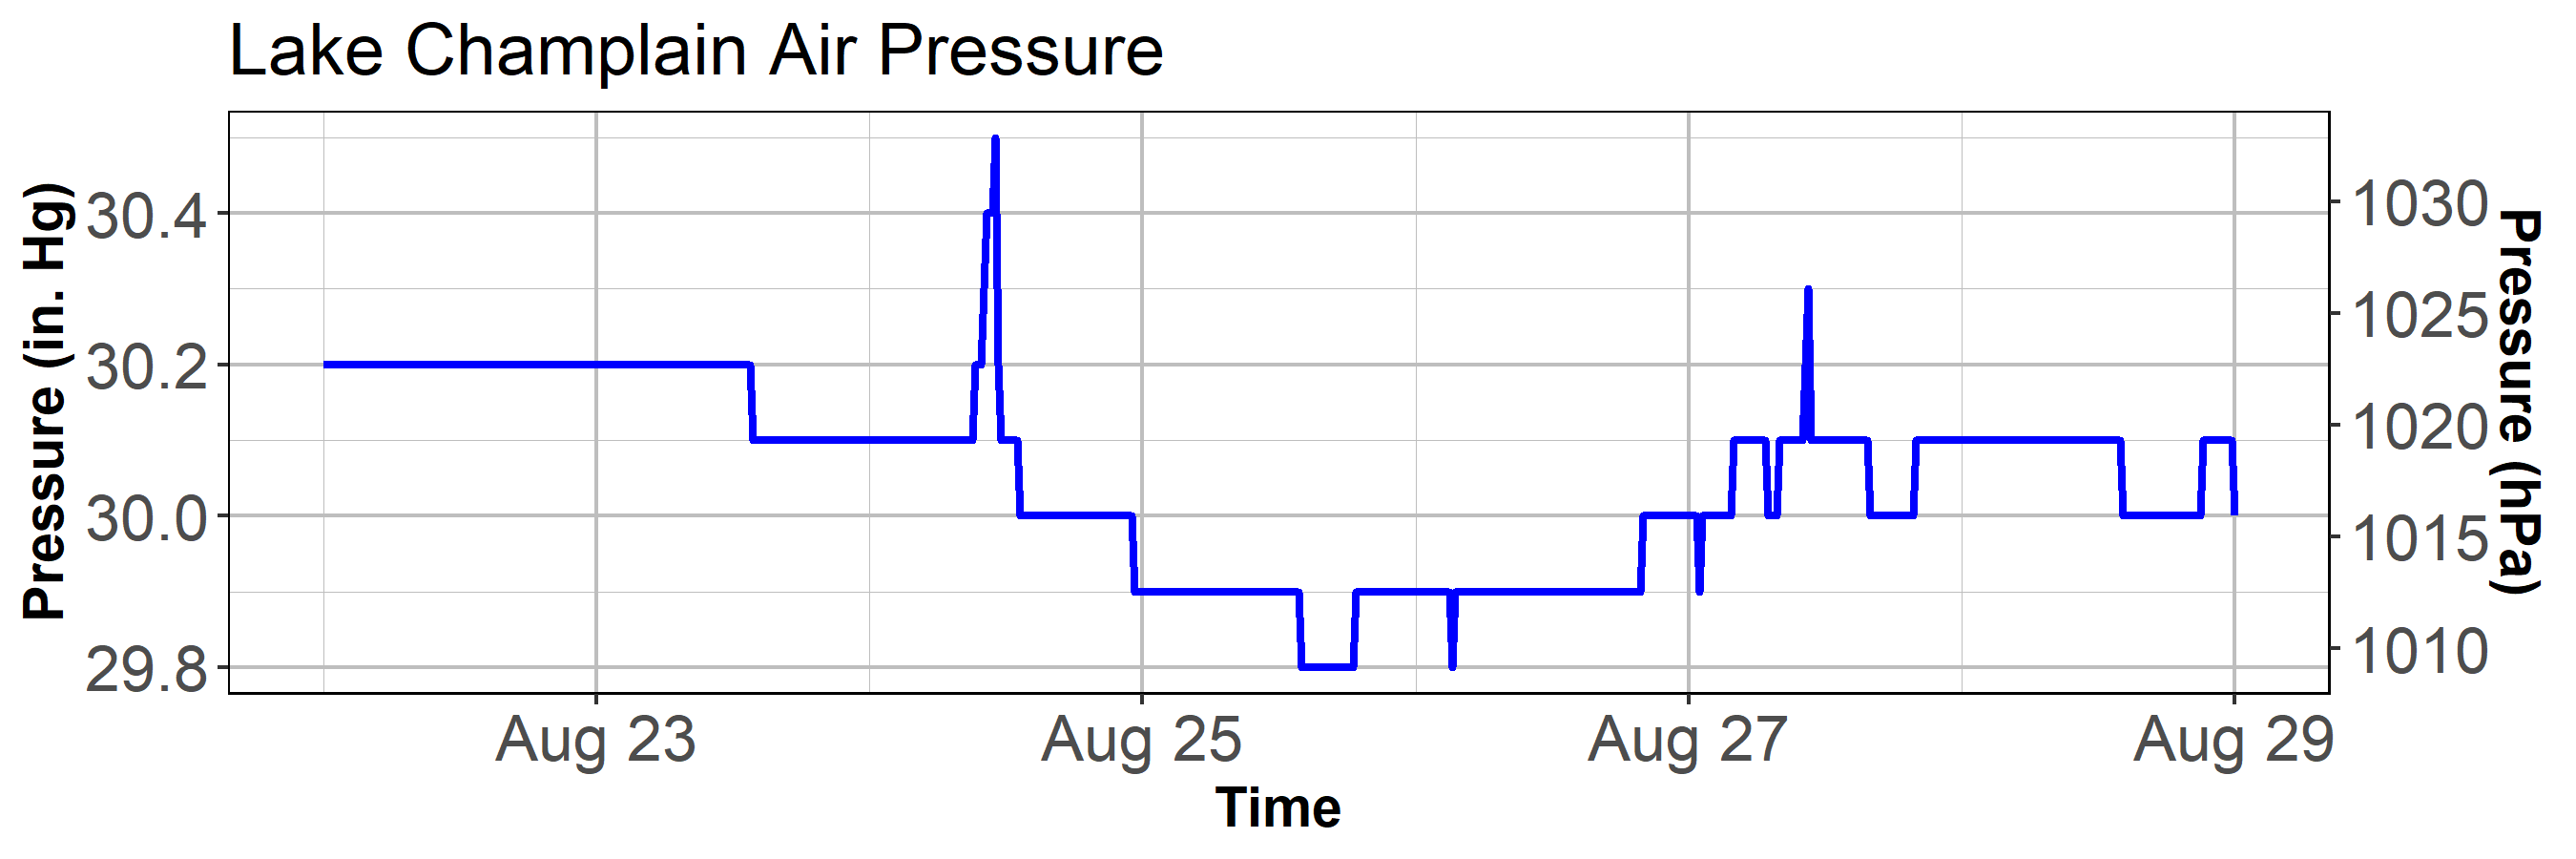 Lake Champlain Air Pressure
Pressure (in. Hg)
30.4
30.2
30.0
29.8
1030
1025
1020
1015
1010
Pressure (hPa)
Aug 23 Aug 25 Aug 27 Aug 29
Time